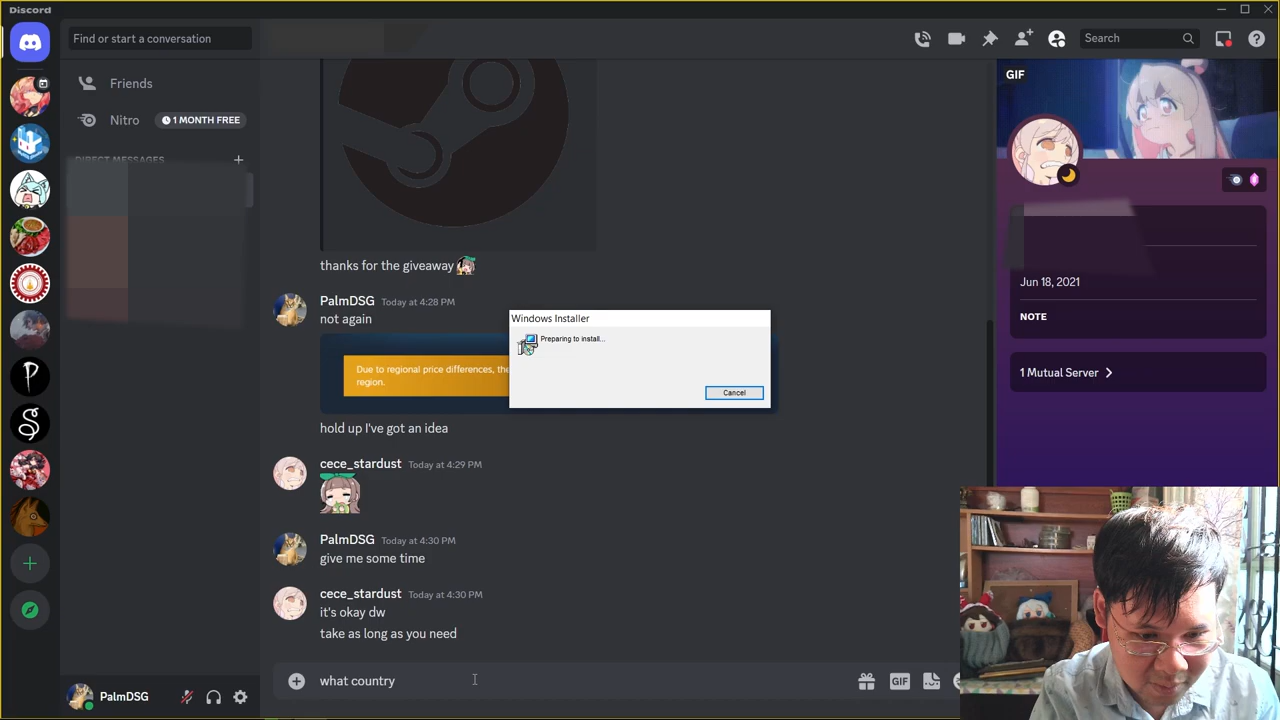 Discord
Find or start a conversation
Search
Friends
Nitro
1 MONTH FREE
DIRECT MESSAGES
thanks for the giveaway
PalmDSG Today at 4:28 PM
not again
Due to regional price differences, the
region.
hold up I've got an idea
cece_stardust Today at 4:29 PM
PalmDSG Today at 4:30 PM
give me some time
cece_stardust Today at 4:30 PM
it's okay dw
take as long as you need
what country
GIF
PalmDSG
Windows Installer
Preparing to install...
Cancel
GIF
Jun 18, 2021
NOTE
1 Mutual Server